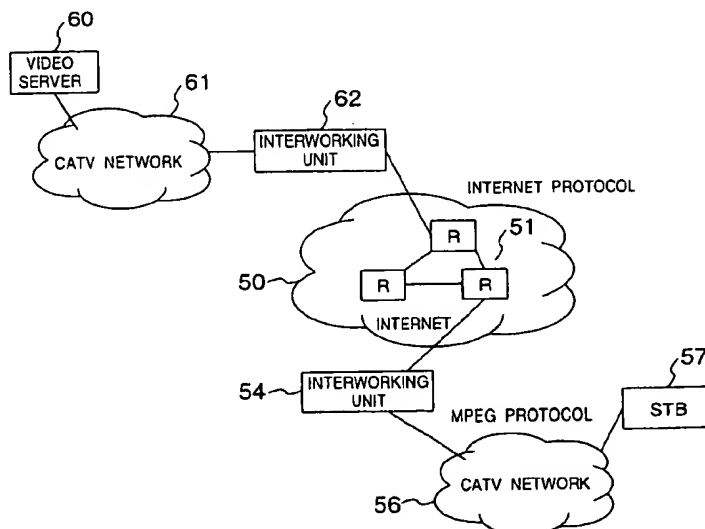 60
VIDEO
SERVER
61
CATV NETWORK
62
INTERWORKING
UNIT
INTERNET PROTOCOL
R
51
50
R
R
INTERNET
54
INTERWORKING
UNIT
MPEG PROTOCOL
57
STB
CATV NETWORK
56